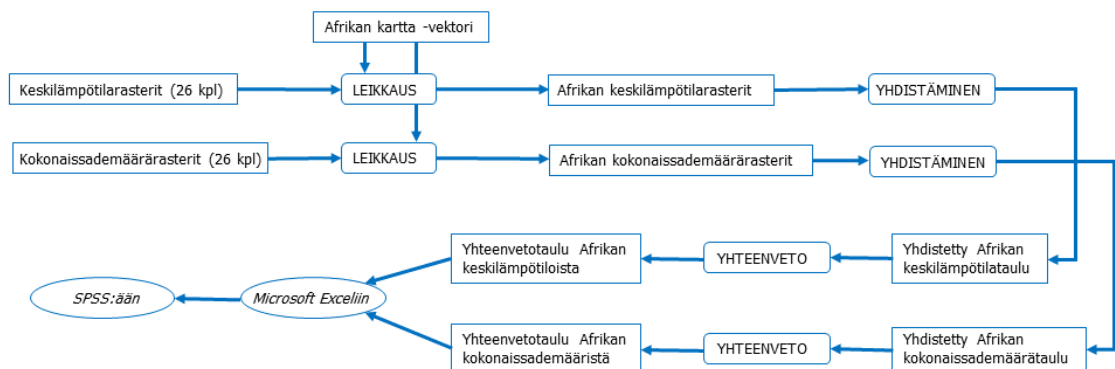 Afrikan kartta -vektori
Keskilämpötilarasterit (26 kpl)
LEIKKAUS
Afrikan keskilämpötilarasterit
YHDISTÄMINEN
Kokonaissademäärärasterit (26 kpl)
LEIKKAUS
Afrikan kokonaissademäärärasterit
YHDISTÄMINEN
Yhteenvetotaulu Afrikan
keskilämpötiloista
YHTEENVETO
Yhdistetty Afrikan
keskilämpötilataulu
SPSS:ään
Microsoft Exceliin
Yhteenvetotaulu Afrikan
kokonaissademääristä
YHTEENVETO
Yhdistetty Afrikan
kokonaissademäärätaulu